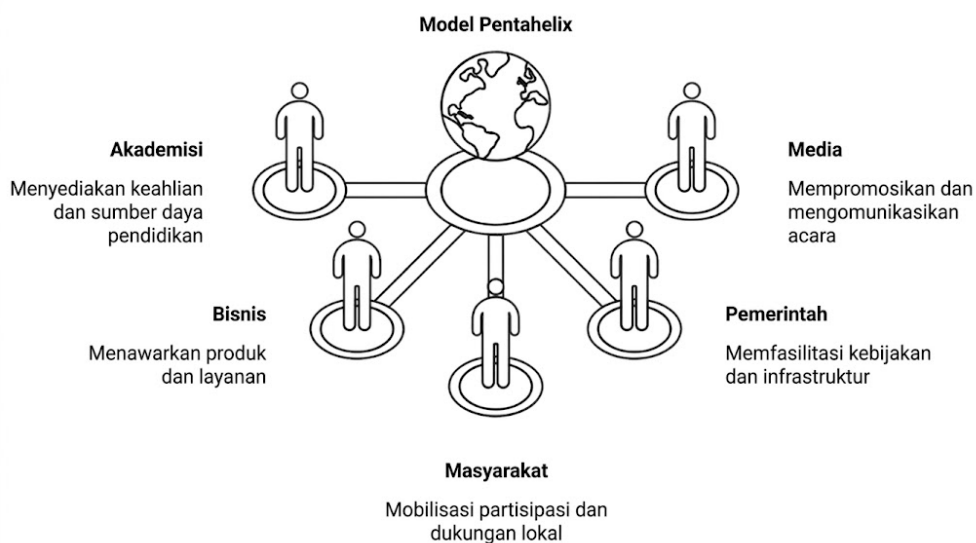 Model Pentahelix
Akademisi
Menyediakan keahlian
dan sumber daya
pendidikan
Media
Mempromosikan dan
mengomunikasikan
acara
Bisnis
Menawarkan produk
dan layanan
Pemerintah
Memfasilitasi kebijakan
dan infrastruktur
Masyarakat
Mobilisasi partisipasi dan
dukungan lokal